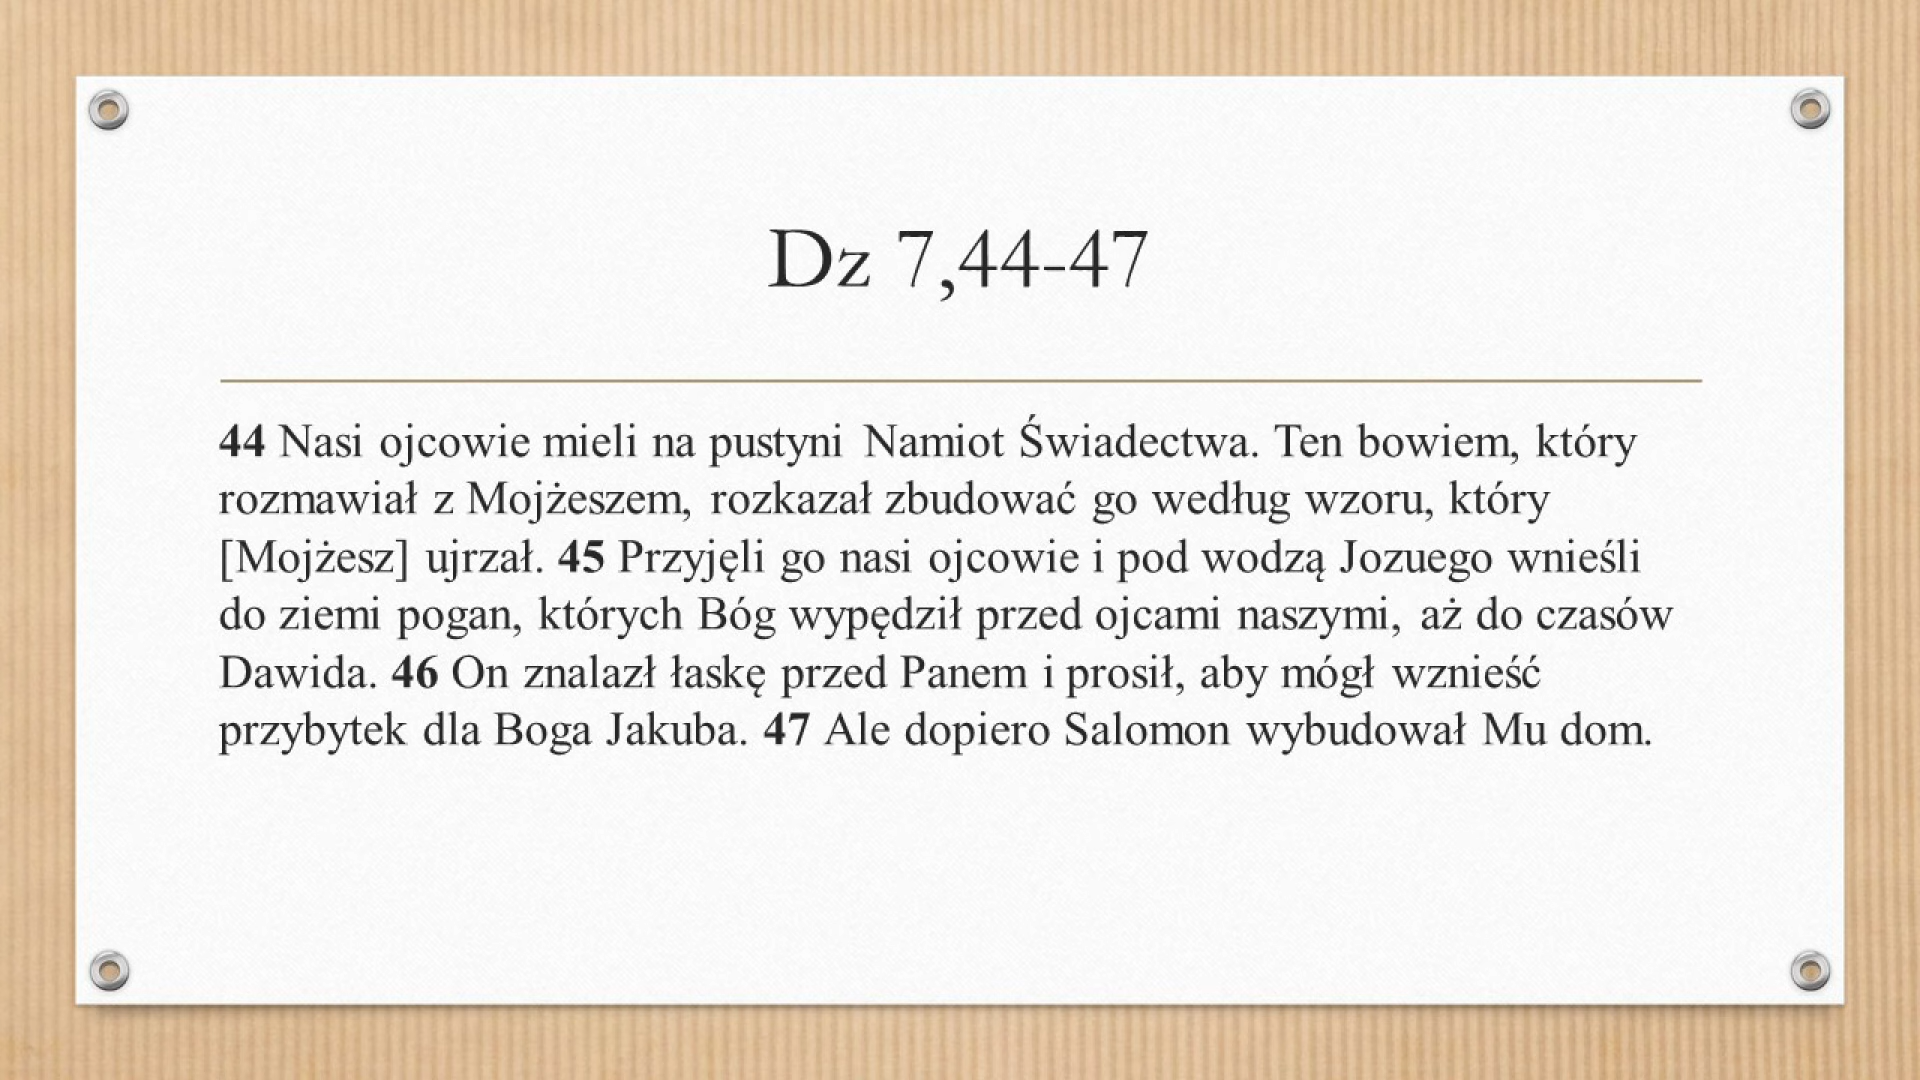 Dz 7,44-47
44 Nasi ojcowie mieli na pustyni Namiot Świadectwa. Ten bowiem, który
rozmawiał z Mojżeszem, rozkazał zbudować go według wzoru, który
[Mojżesz] ujrzał. 45 Przyjęli go nasi ojcowie i pod wodzą Jozuego wnieśli
do ziemi pogan, których Bóg wypędził przed ojcami naszymi, aż do czasów
Dawida. 46 On znalazł łaskę przed Panem i prosił, aby mógł wznieść
przybytek dla Boga Jakuba. 47 Ale dopiero Salomon wybudował Mu dom.